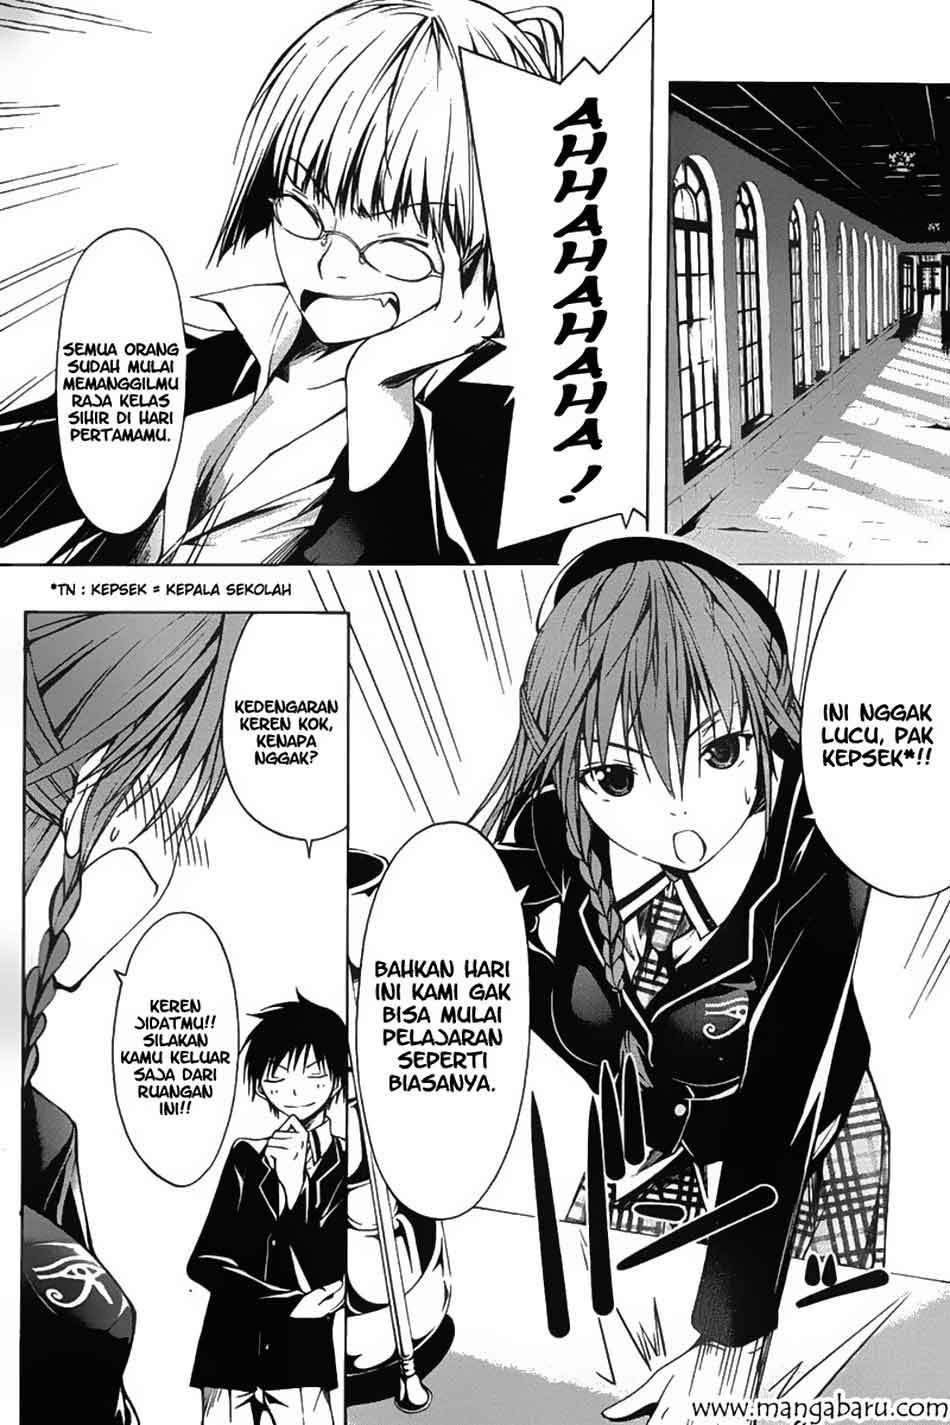 AHHAHAHAHAHA!
SEMUA ORANG
SUDAH MULAI
MEMANGGILMU
RAJA KELAS
SIHIR DI HARI
PERTAMAMU.
*TN : KEPSEK = KEPALA SEKOLAH
INI NGGAK
LUCU, PAK
KEPSEK*!!
BAHKAN HARI
INI KAMI GAK
BISA MULAI
PELAJARAN
SEPERTI
BIASANYA.
KEDENGARAN
KEREN KOK,
KENAPA
NGGAK?
KEREN
JIDATMU!!
SILAKAN
KAMU KELUAR
SAJA DARI
RUANGAN
INI!!
www.mangabaru.com